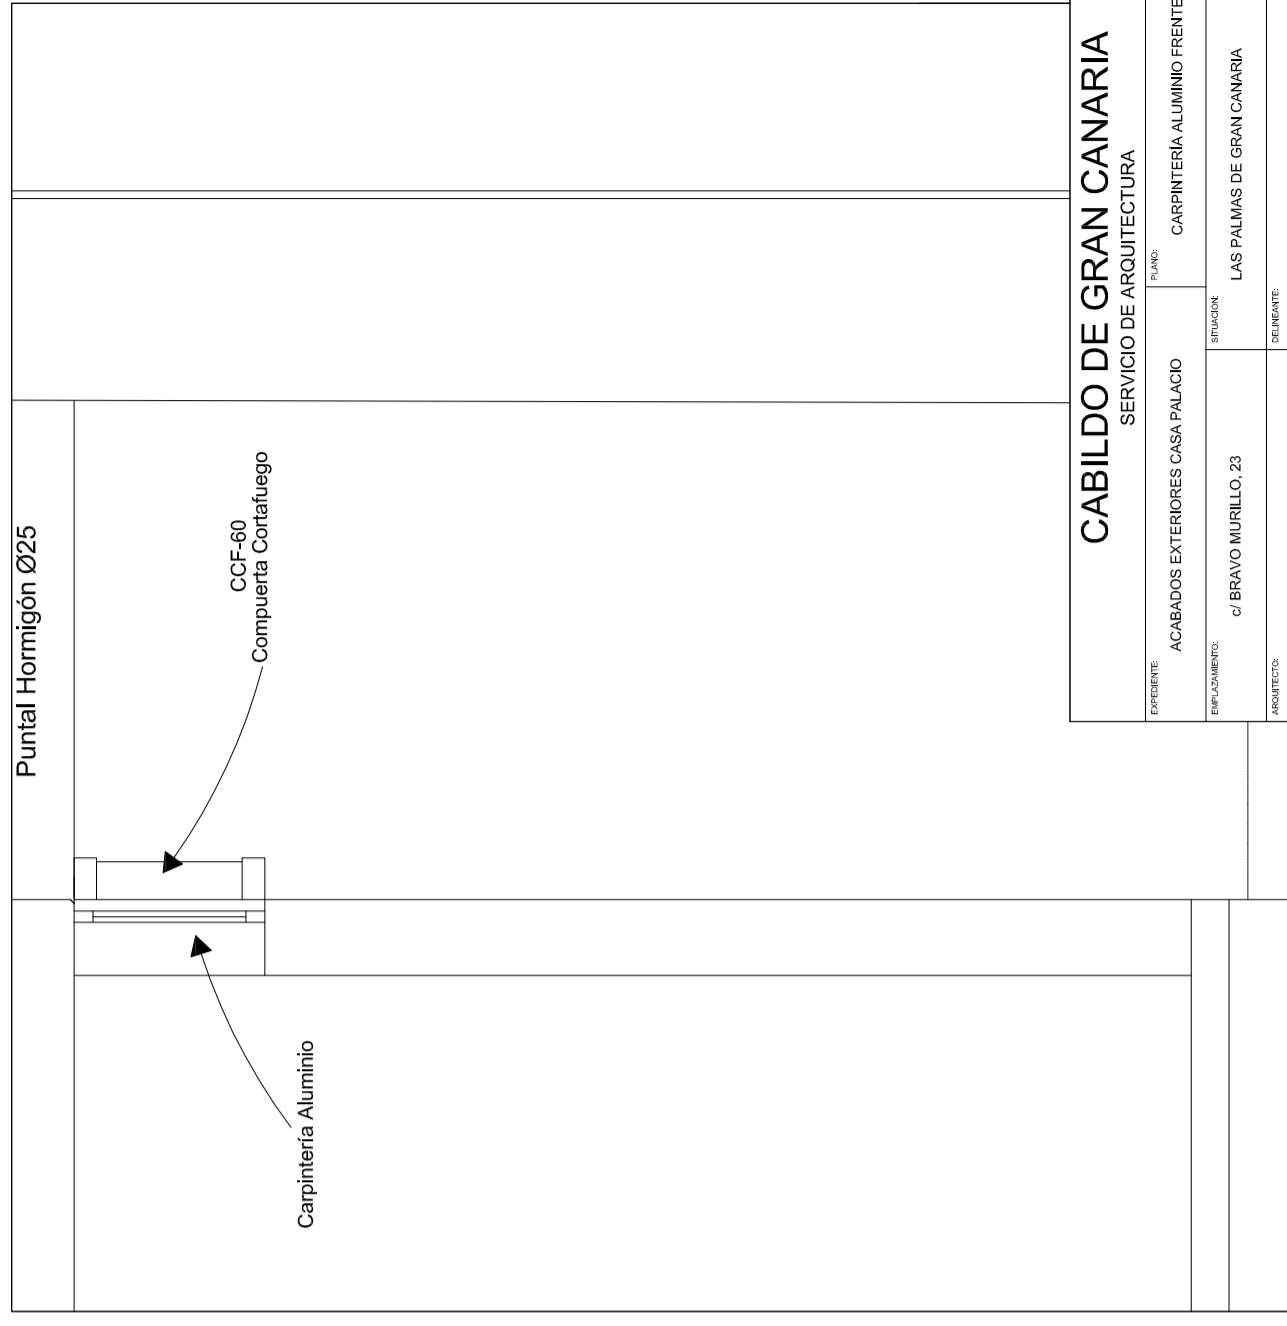 Puntal Hormigón Ø25
CCF-60
Compuerta Cortafuego
Carpintería Aluminio
CABILDO DE GRAN CANARIA
SERVICIO DE ARQUITECTURA
EXPEDIENTE:
ACABADOS EXTERIORES CASA PALACIO
PLANO:
CARPINTERÍA ALUMINIO FRENTE
EMPLAZAMIENTO:
c/ BRAVO MURILLO, 23
SITUACIÓN:
LAS PALMAS DE GRAN CANARIA
ARQUITECTO:
DELINEANTE: